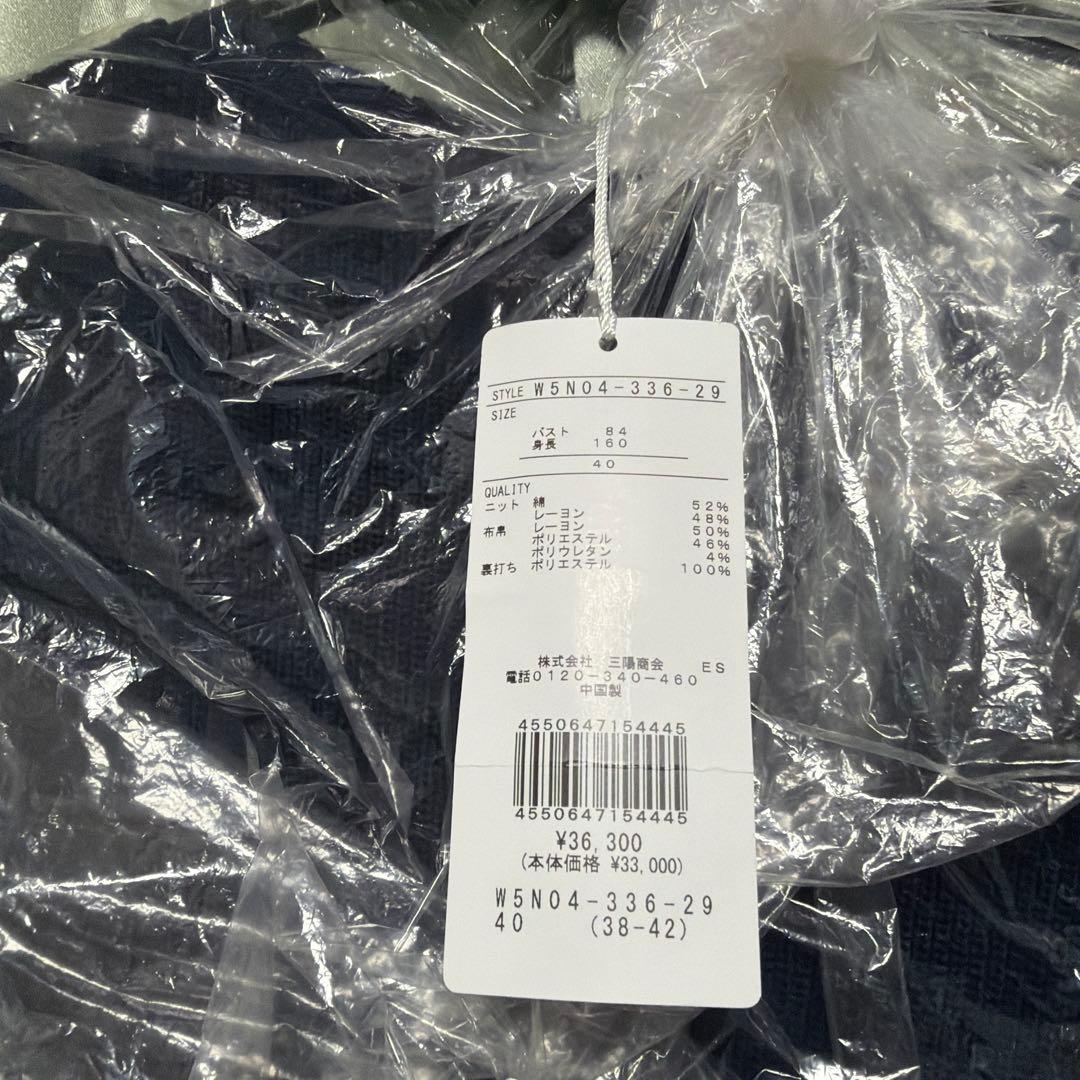 STYLE W5N04-336-29
SIZE
バスト 84
身長 160
40
QUALITY
ニット 綿 52%
レーヨン 48%
布帛 レーヨン 50%
ポリエステル 46%
ポリウレタン 4%
裏打ち ポリエステル 100%
株式会社 三陽商会 ES
電話0120-340-460
中国製
4550647154445
4550647154445
¥36,300
(本体価格 ¥33,000)
W5N04-336-29
40 (38-42)